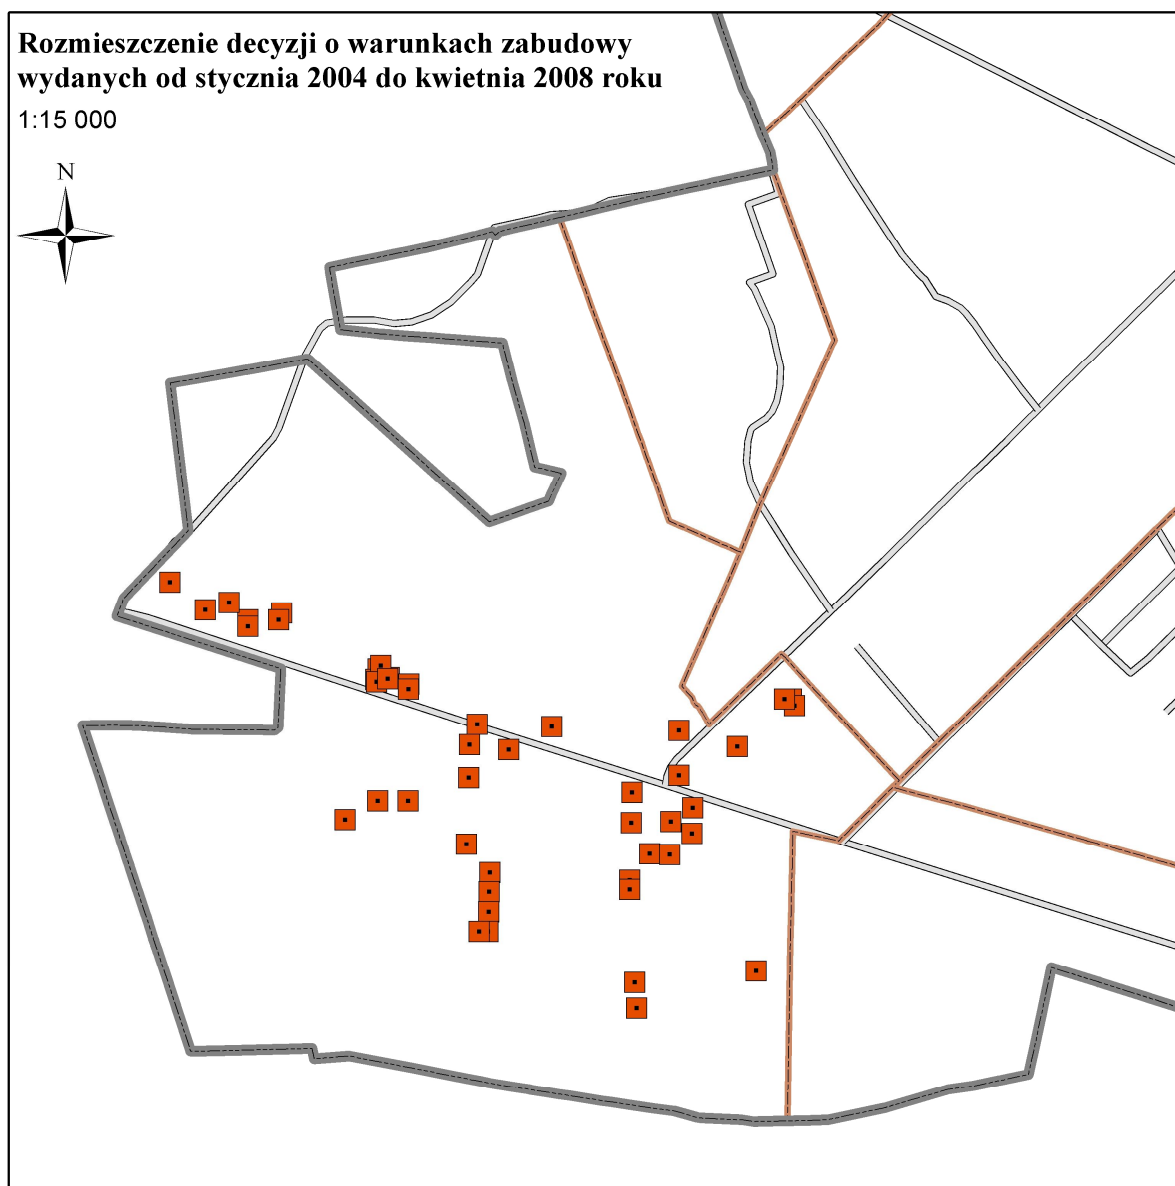 Rozmieszczenie decyzji o warunkach zabudowy
wydanych od stycznia 2004 do kwietnia 2008 roku
1:15 000
N